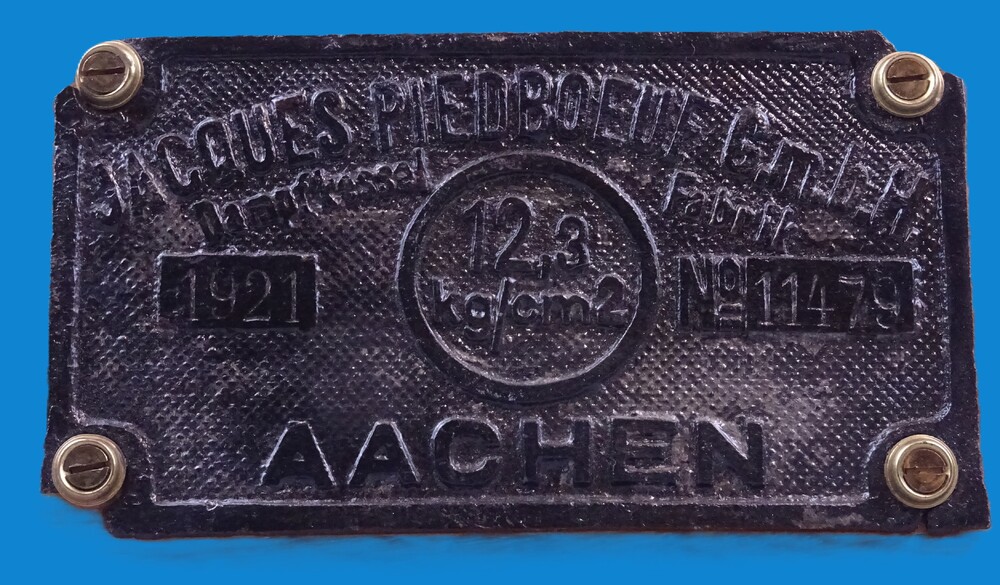 JACQUES PIEDBOEUF G.m.b.H.
Dampfkessel Fabrik
12,3
kg/cm2
1921
No 11479
AACHEN